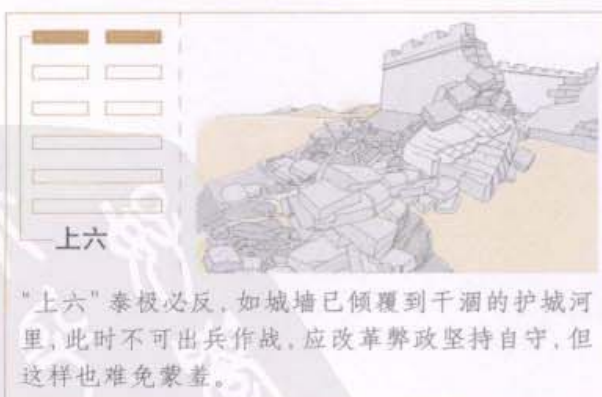 上六
"上六"泰极必反，如城墙已倾覆到干涸的护城河
里，此时不可出兵作战，应改革弊政坚持自守，但
这样也难免蒙羞。